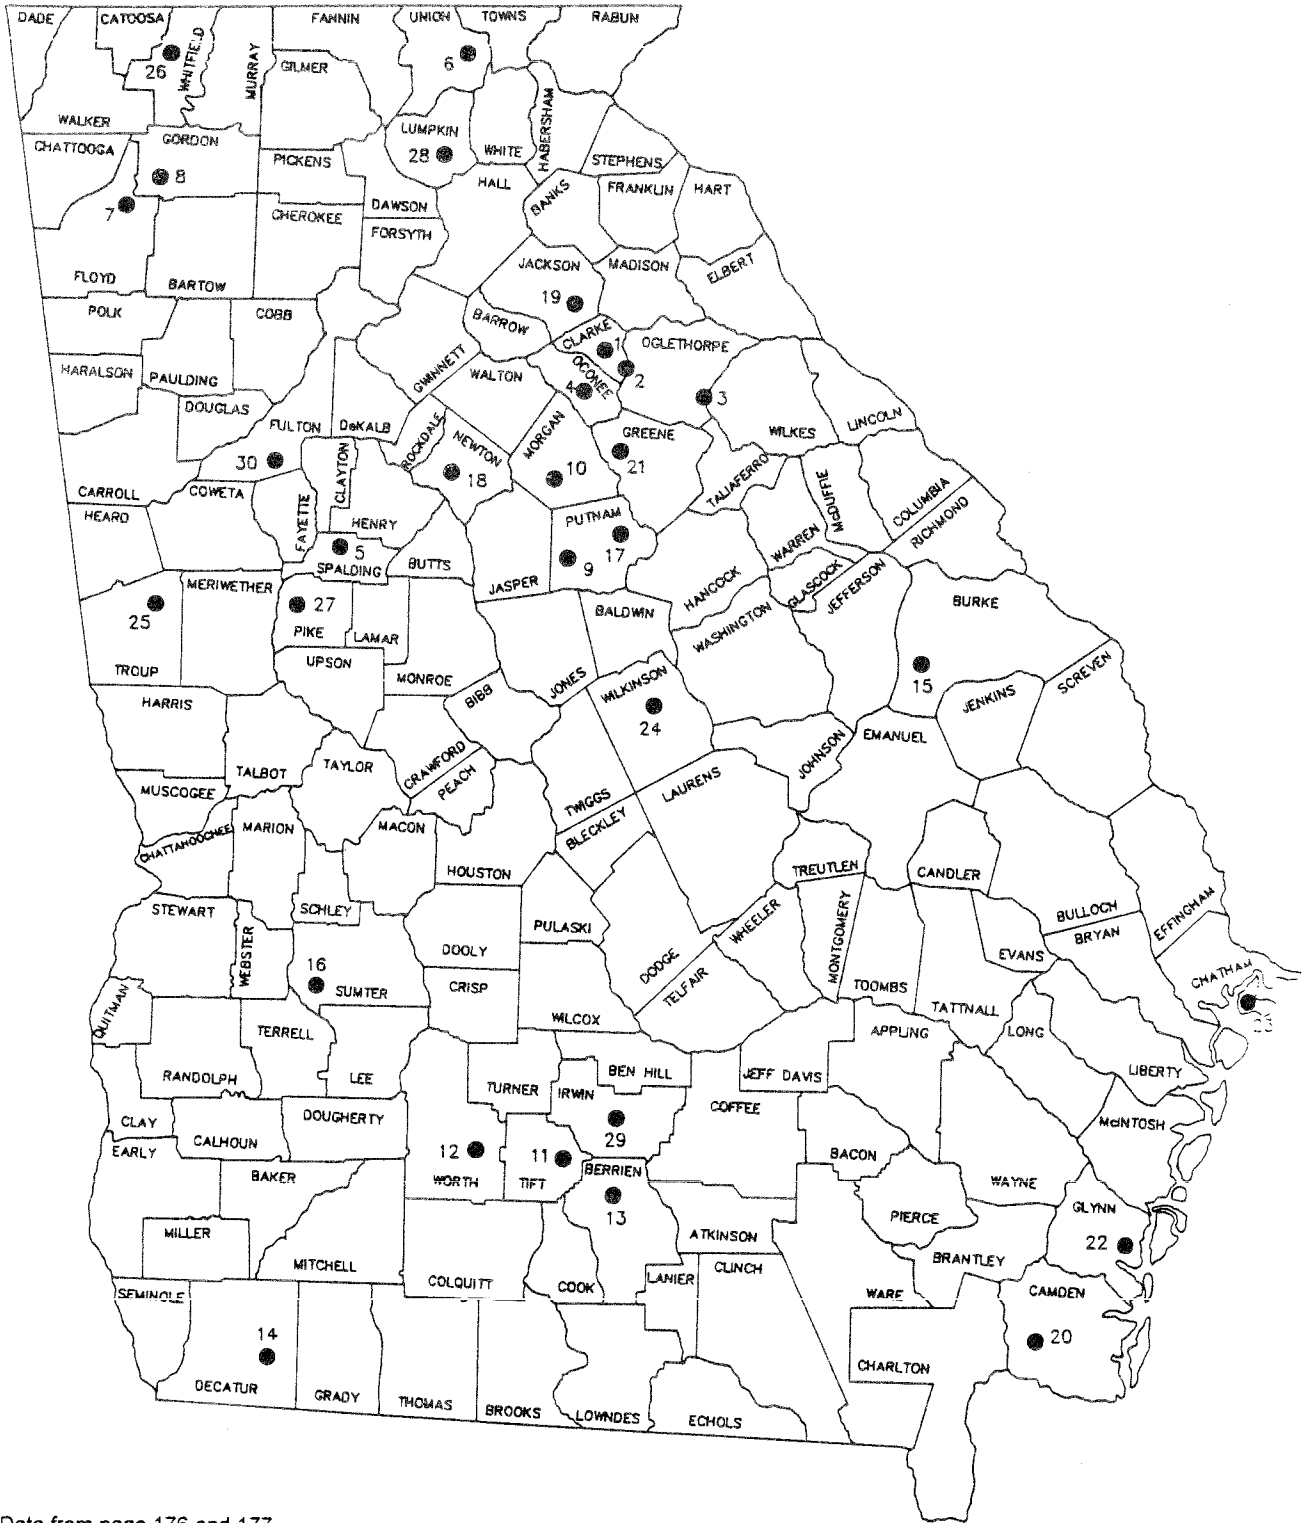 DADE CATOOSA FANNIN UNION TOWNS RABUN
WHITFIELD
MURRAY
6
26
GILMER
HABERSHAM
WALKER
LUMPKIN
GORDON
CHATTOOGA
28
WHITE
PICKENS
STEPHENS
8
HALL
BANKS
FRANKLIN HART
7
DAWSON
CHEROKEE
FORSYTH
JACKSON MADISON
ELBERT
FLOYD
BARTOW
19
POLK
COBB
BARROW
CLARKE
1
OGLETHORPE
GWINNETT
HARALSON
PAULDING
WALTON
OCONEE
2
4
3
DOUGLAS
FULTON
DeKALB
ROCKDALE
NEWTON
MORGAN
GREENE
WILKES
LINCOLN
30
CLAYTON
18
10
21
TALIAFERRO
CARROLL
COWETA
McDUFFIE
COLUMBIA
HEARD
FAYETTE
HENRY
PUTNAM
RICHMOND
5
17
WARREN
SPALDING
BUTTS
9
JASPER
HANCOCK
GLASCOCK
JEFFERSON
MERIWETHER
BURKE
25
27
BALDWIN
PIKE
LAMAR
WASHINGTON
TROUP
UPSON
MONROE
JONES
WILKINSON
15
SCREVEN
HARRIS
BIBB
JENKINS
24
CRAWFORD
EMANUEL
TALBOT
TAYLOR
PEACH
JOHNSON
MUSCOGEE
TWIGGS
LAURENS
CHATTAHOOCHEE
MARION
MACON
BLECKLEY
HOUSTON
TREUTLEN
CANDLER
STEWART
SCHLEY
PULASKI
WHEELER
MONTGOMERY
BULLOCH
EFFINGHAM
WEBSTER
DOOLY
BRYAN
16
DODGE
EVANS
CHATHAM
QUITMAN
SUMTER
CRISP
TELFAIR
TOOMBS
TATTNALL
TERRELL
WILCOX
APPLING
LONG
RANDOLPH
LEE
TURNER
BEN HILL
JEFF DAVIS
LIBERTY
IRWIN
CLAY
DOUGHERTY
COFFEE
McINTOSH
CALHOUN
29
EARLY
12
11
BACON
BAKER
WORTH
TIFT
BERRIEN
WAYNE
13
GLYNN
PIERCE
MILLER
ATKINSON
22
MITCHELL
BRANTLEY
COLQUITT
COOK
LANIER
CLINCH
SEMINOLE
WARE
CAMDEN
14
20
CHARLTON
DECATUR
GRADY
THOMAS
BROOKS
LOWNDES
ECHOLS
Data from page 176 and 177